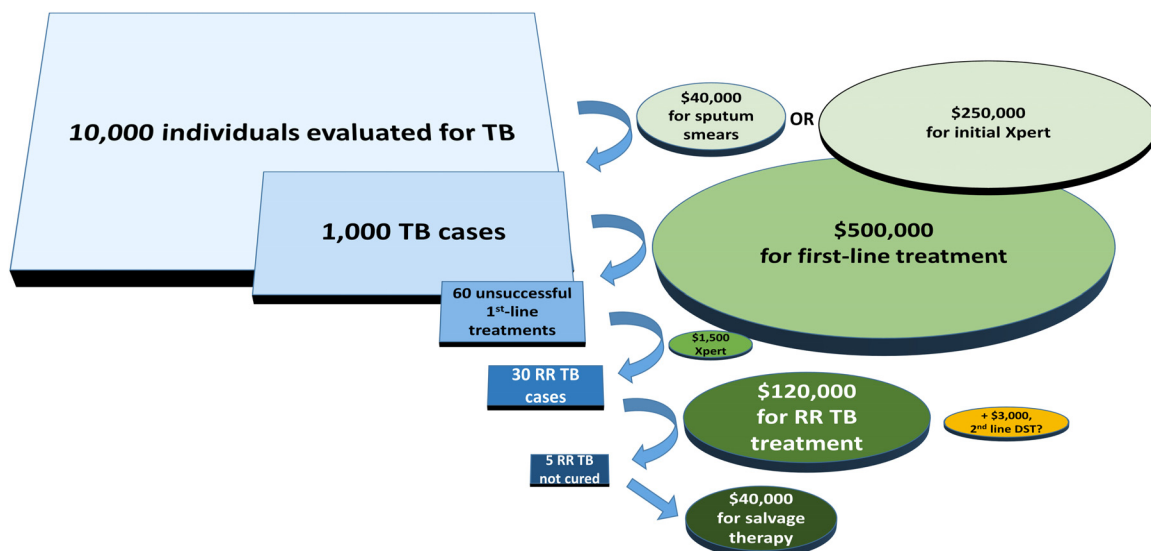 10,000 individuals evaluated for TB
$40,000
for sputum
smears
OR
$250,000
for initial Xpert
1,000 TB cases
$500,000
for first-line treatment
60 unsuccessful
1st-line
treatments
$1,500
Xpert
30 RR TB
cases
$120,000
for RR TB
treatment
+ $3,000,
2nd line DST?
5 RR TB
not cured
$40,000
for salvage
therapy